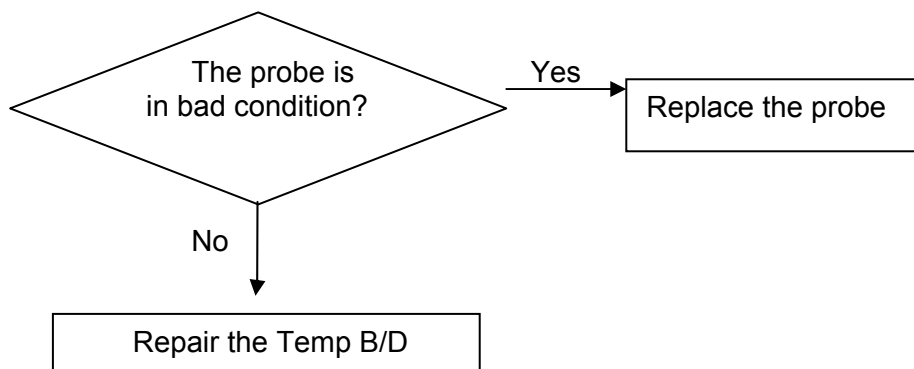 The probe is
in bad condition?
Yes
Replace the probe
No
Repair the Temp B/D